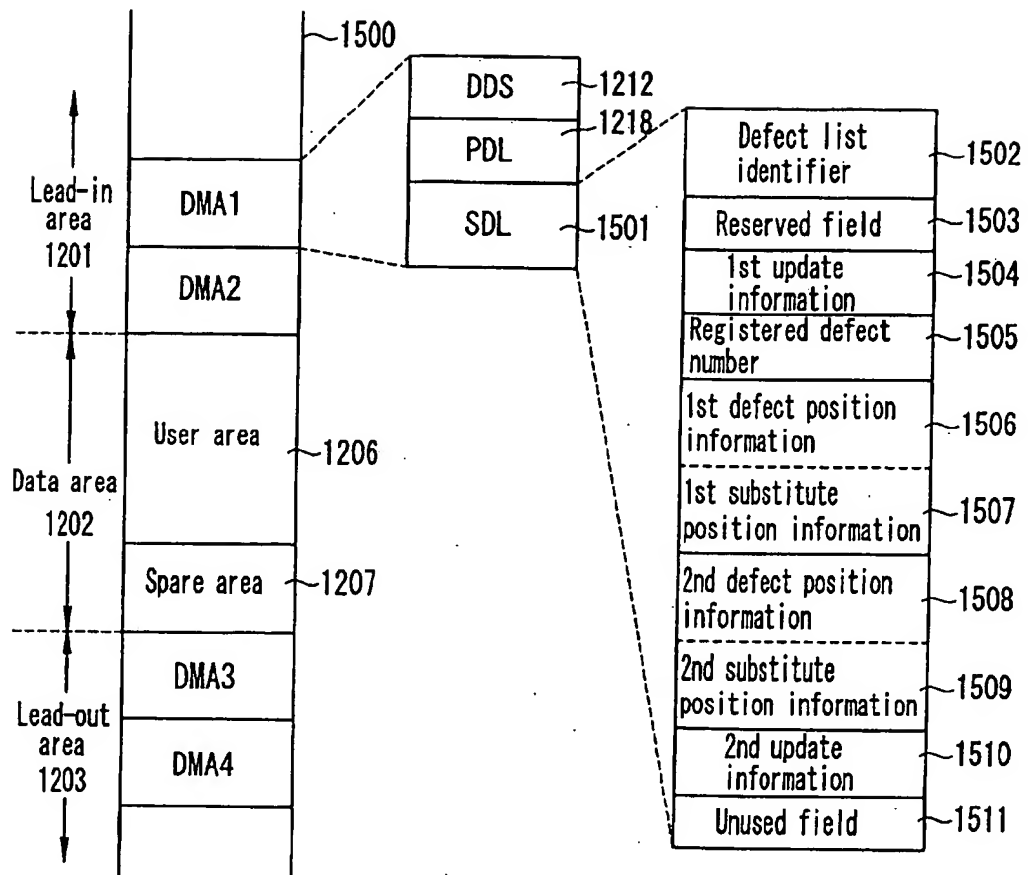 1500
Lead-in
area
1201
DMA1
DMA2
Data area
1202
User area
1206
Spare area
1207
Lead-out
area
1203
DMA3
DMA4
DDS
1212
PDL
1218
SDL
1501
Defect list
identifier
1502
Reserved field
1503
1st update
information
1504
Registered defect
number
1505
1st defect position
information
1506
1st substitute
position information
1507
2nd defect position
information
1508
2nd substitute
position information
1509
2nd update
information
1510
Unused field
1511